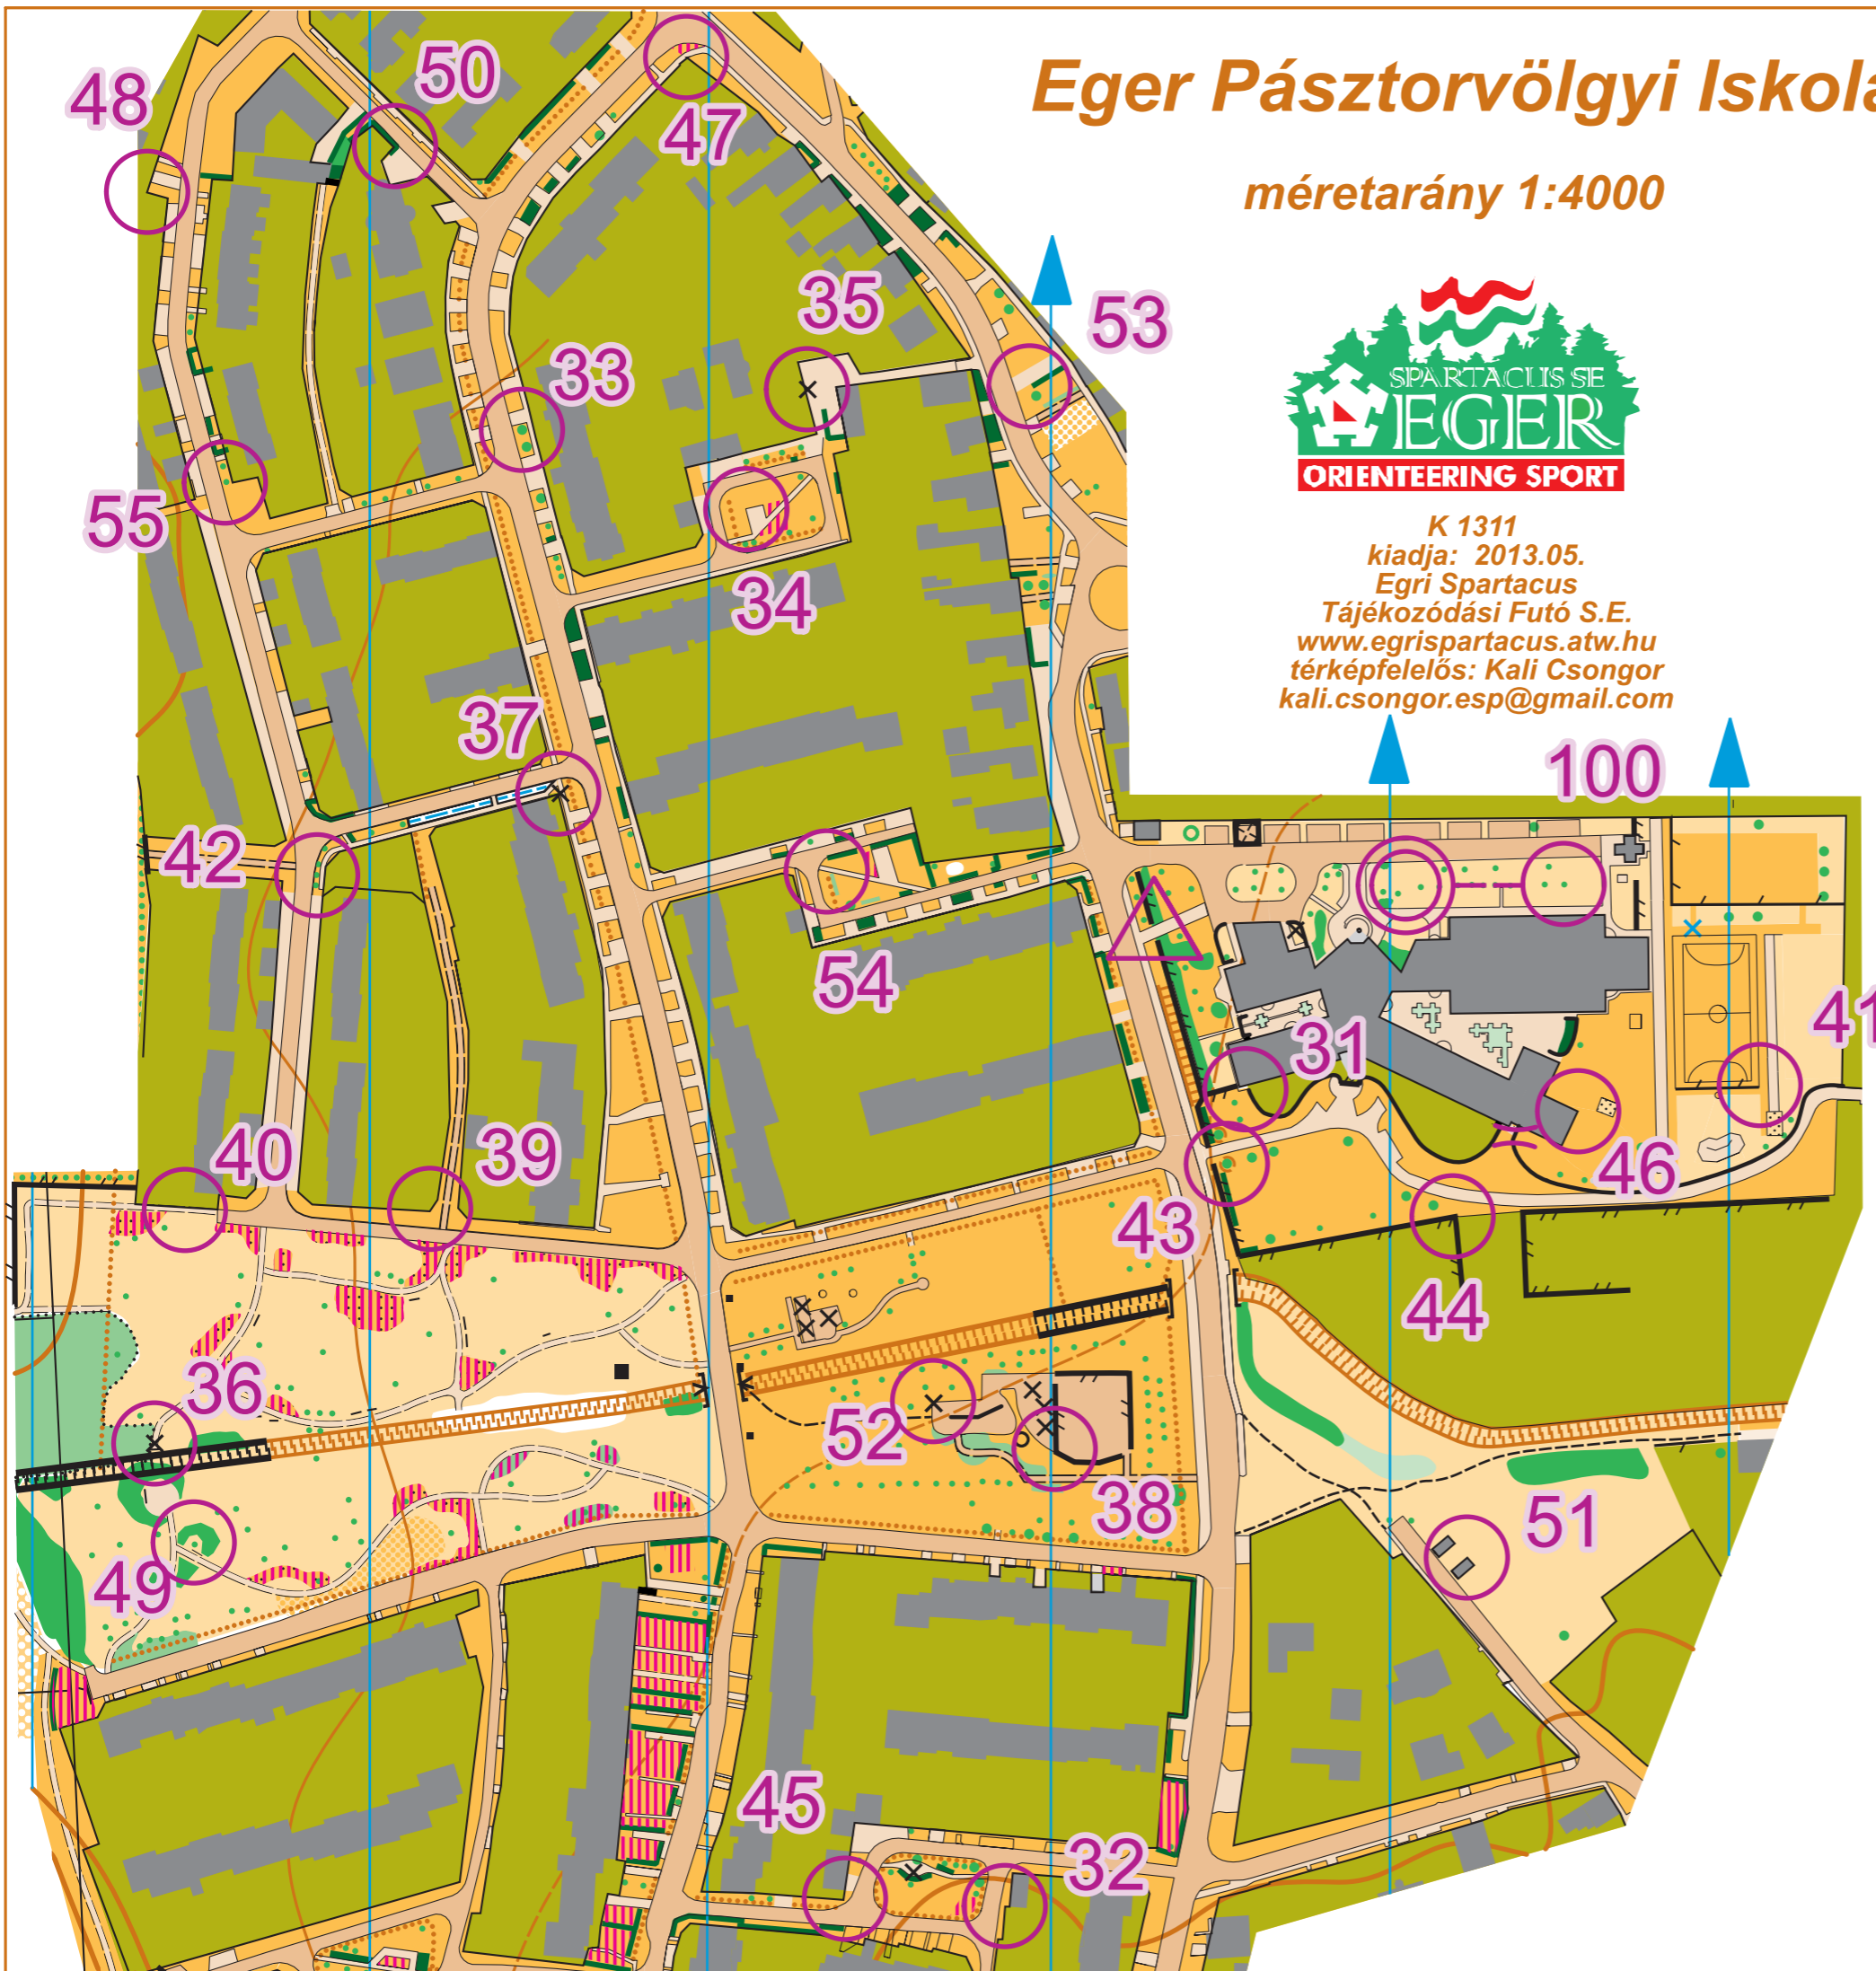 Eger Pásztorvölgyi Iskola
méretarány 1:4000
SPARTACUS SE
EGER
ORIENTEERING SPORT
K 1311
kiadja: 2013.05.
Egri Spartacus
Tájékozódási Futó S.E.
www.egrispartacus.atw.hu
térképfelelős: Kali Csongor
kali.csongor.esp@gmail.com
48
50
47
35
53
33
55
34
37
100
42
54
41
31
40
39
46
43
44
36
52
38
51
49
45
32